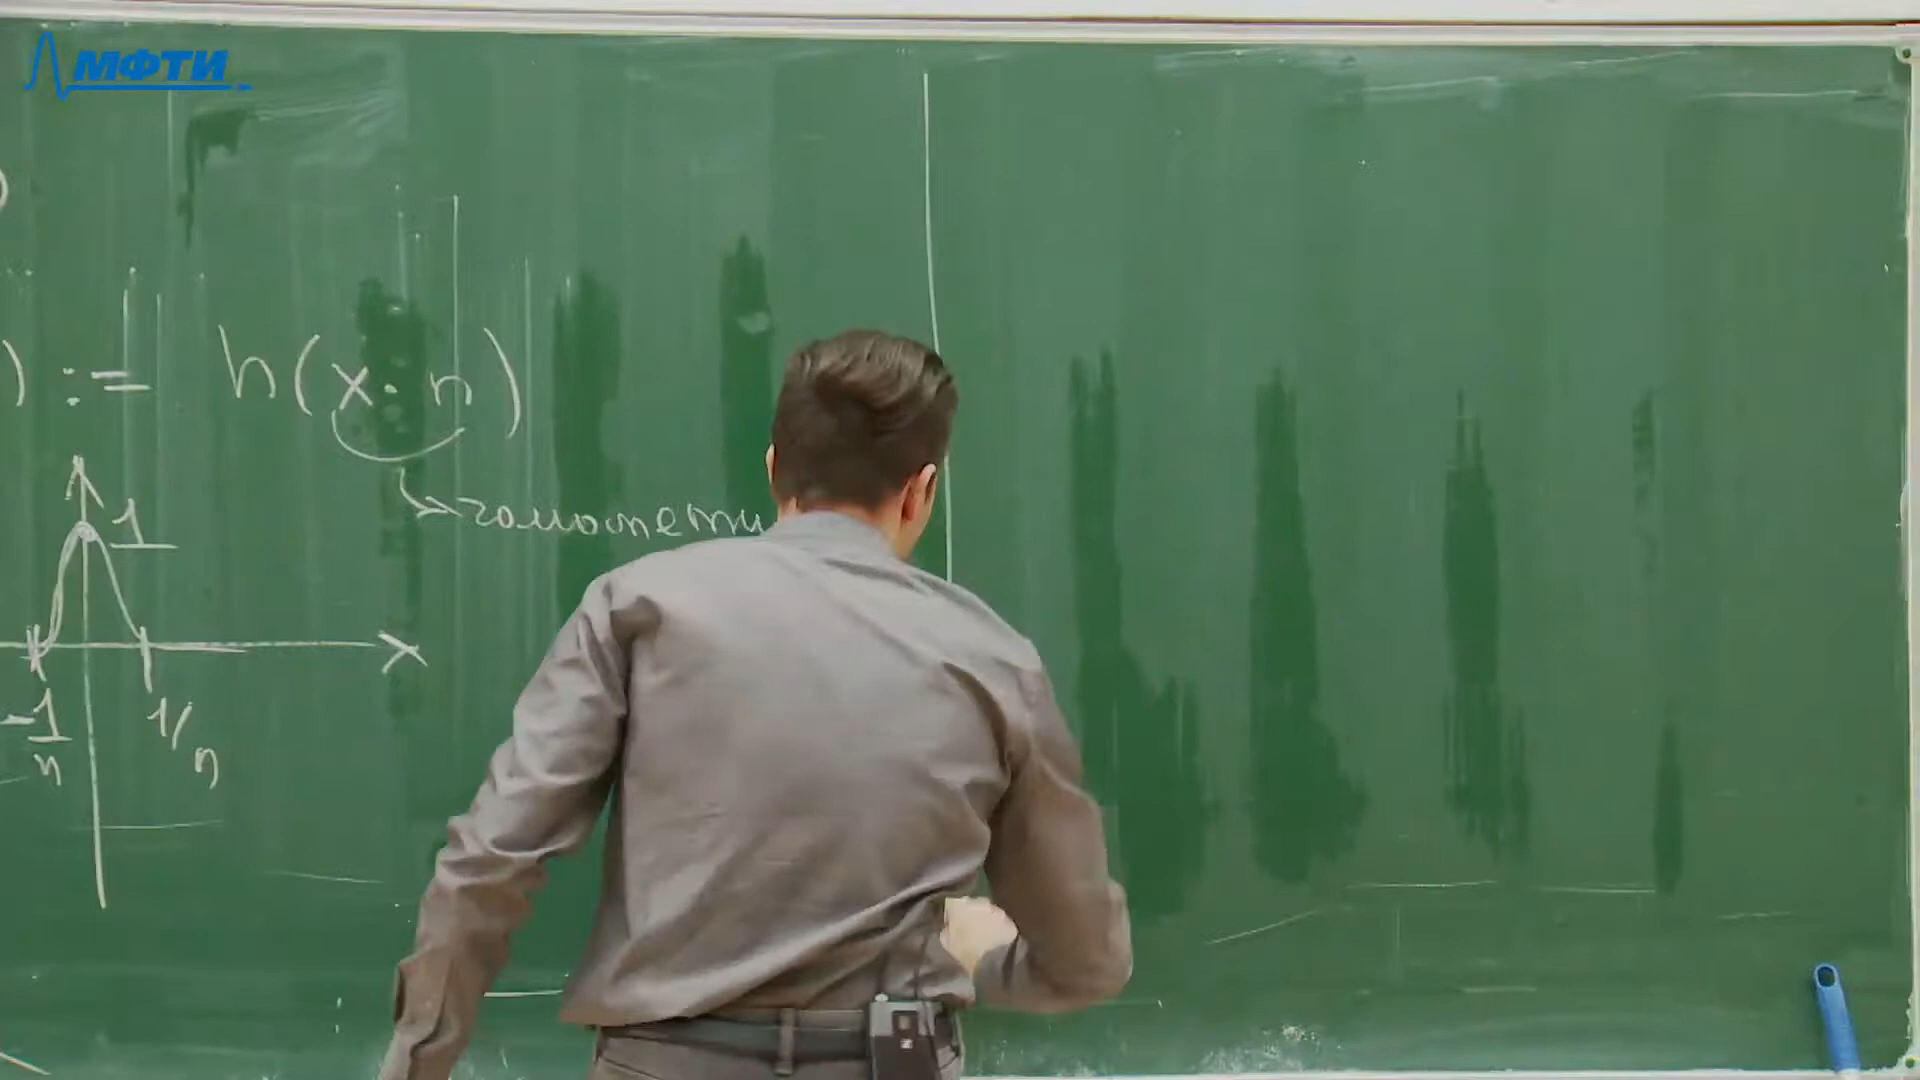 МФТИ
) := h(x·n)
гомотети
1
x
-1/n 1/n